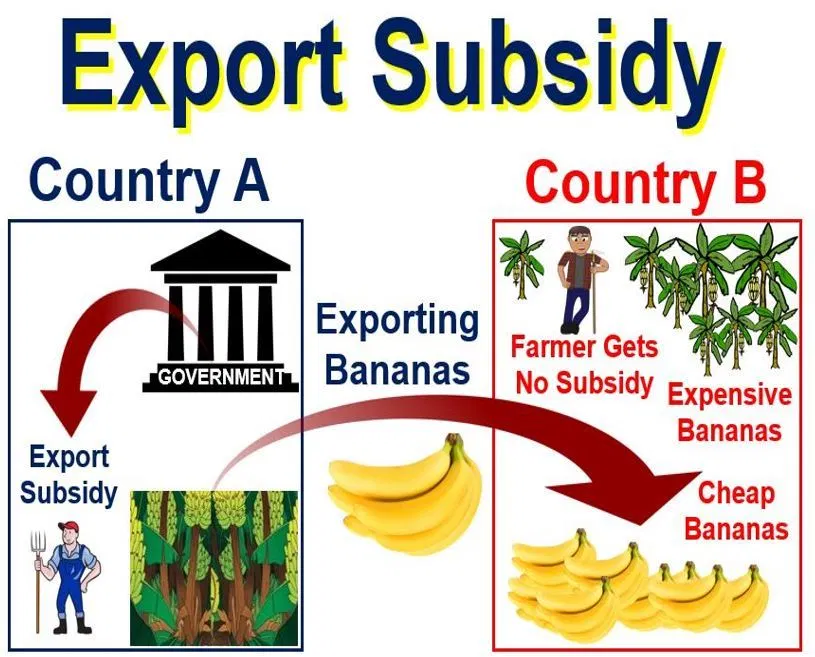 Export Subsidy
Country A
GOVERNMENT
Export
Subsidy
Exporting
Bananas
Country B
Farmer Gets
No Subsidy
Expensive
Bananas
Cheap
Bananas